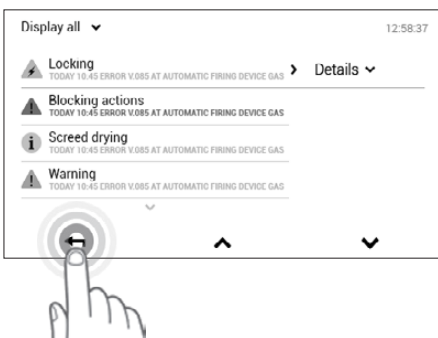 Display all
12:58:37
Locking
TODAY 10:45 ERROR V.085 AT AUTOMATIC FIRING DEVICE GAS
Details
Blocking actions
TODAY 10:45 ERROR V.085 AT AUTOMATIC FIRING DEVICE GAS
Screed drying
TODAY 10:45 ERROR V.085 AT AUTOMATIC FIRING DEVICE GAS
Warning
TODAY 10:45 ERROR V.085 AT AUTOMATIC FIRING DEVICE GAS